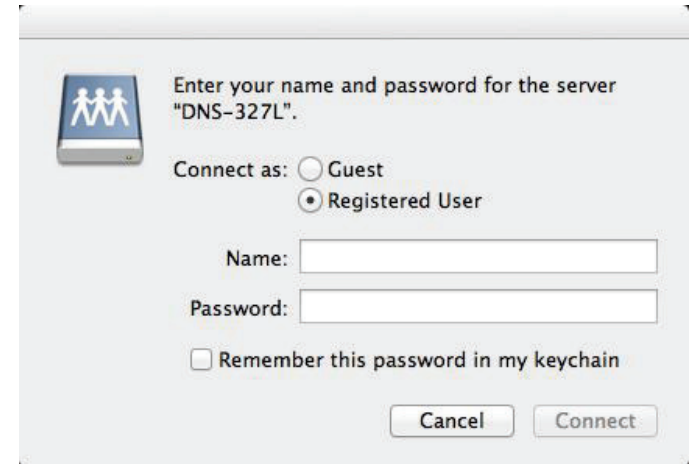 Enter your name and password for the server
"DNS-327L".
Connect as: Guest
Registered User
Name:
Password:
Remember this password in my keychain
Cancel Connect